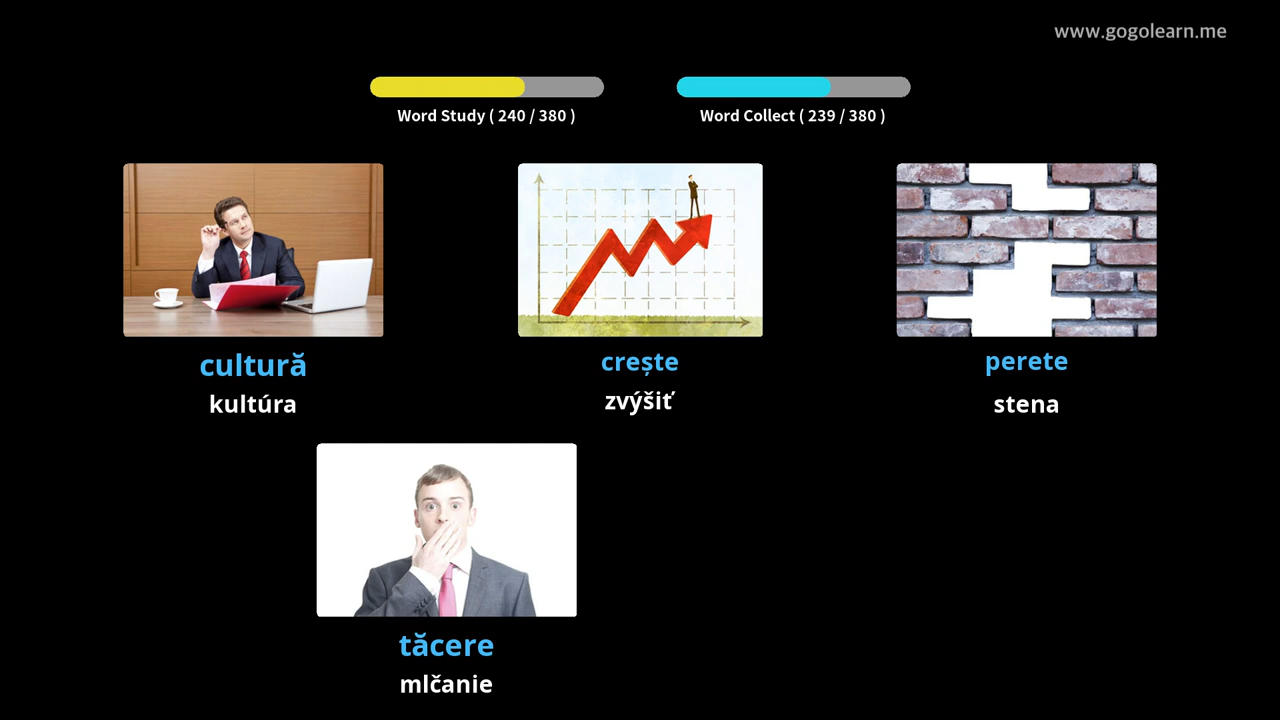 www.gogolearn.me
Word Study ( 240 / 380 )
Word Collect ( 239 / 380 )
cultură
kultúra
crește
zvýšiť
perete
stena
tăcere
mlčanie